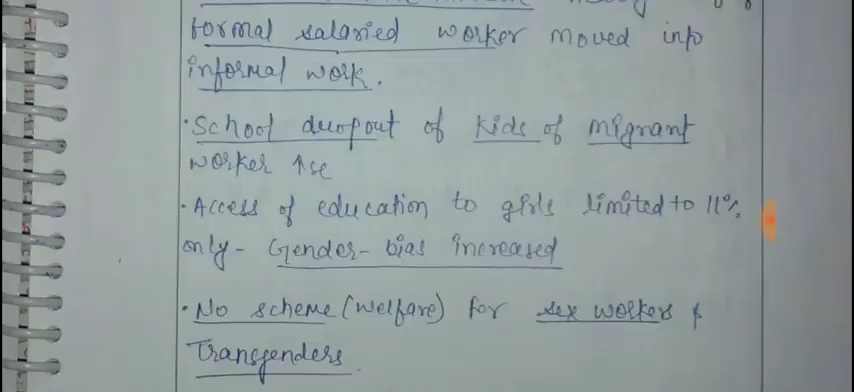 formal salaried worker moved into
informal work.
· School dropout of kids of migrant
worker ↑se
· Access of education to girls limited to 11%
only - Gender-bias increased
· No scheme (welfare) for sex workers &
Transgenders.